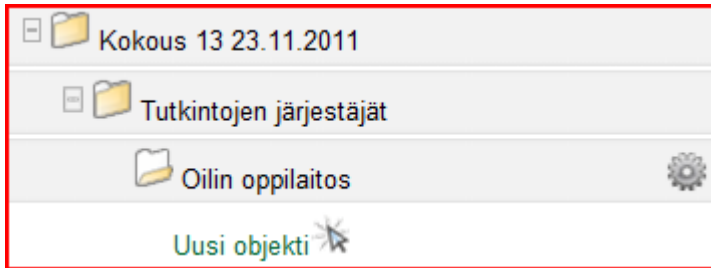 Kokous 13 23.11.2011
Tutkintojen järjestäjät
Oilin oppilaitos
Uusi objekti